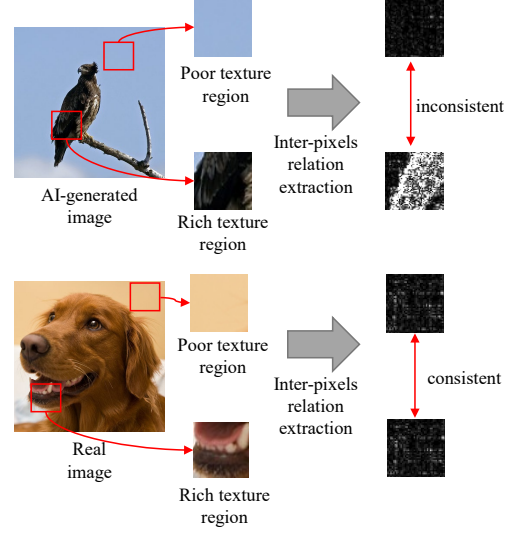 Poor texture
region
inconsistent
Inter-pixels
relation
extraction
AI-generated
image
Rich texture
region
Poor texture
region
Inter-pixels
relation
extraction
consistent
Real
image
Rich texture
region